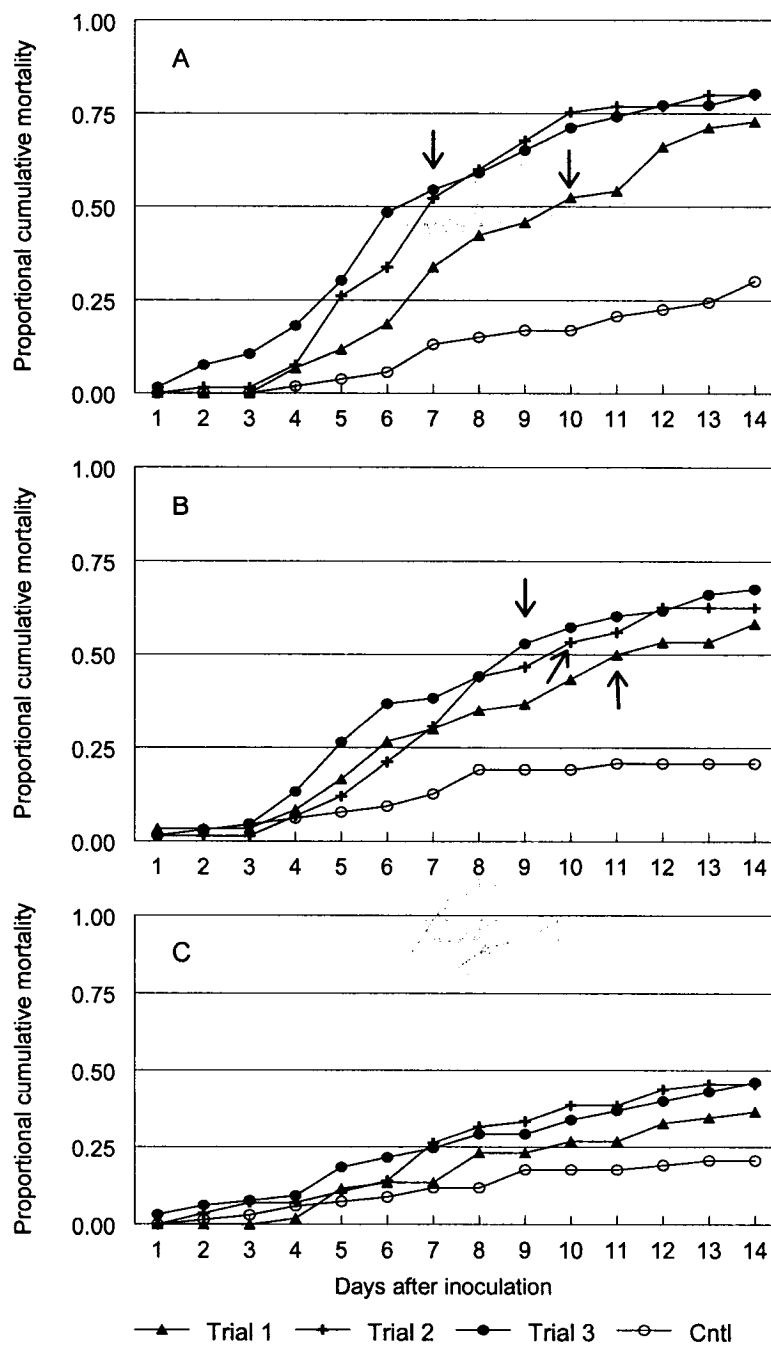 A
Proportional cumulative mortality
1.00
0.75
0.50
0.25
0.00
1 2 3 4 5 6 7 8 9 10 11 12 13 14
B
Proportional cumulative mortality
1.00
0.75
0.50
0.25
0.00
1 2 3 4 5 6 7 8 9 10 11 12 13 14
C
Proportional cumulative mortality
1.00
0.75
0.50
0.25
0.00
1 2 3 4 5 6 7 8 9 10 11 12 13 14
Days after inoculation
Trial 1 Trial 2 Trial 3 Cntl